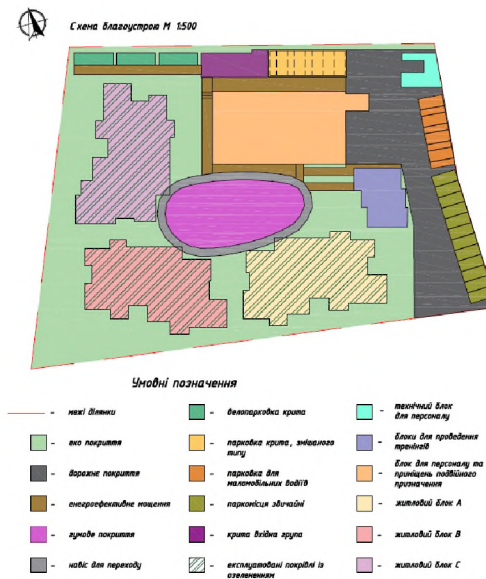 Схема благоустрою М 1:500
Умовні позначення
- межі ділянки
- еко покриття
- дорожнє покриття
- енергоефективне мощення
- гумове покриття
- навіс для переходу
- велопарковка крита
- парковка крита, змішаного
типу
- парковка для
маломобільних водіїв
- паркомісця звичайні
- крита вхідна група
- експлуатовані покрівлі із
озелененням
- технічний блок
для персоналу
- блоки для проведення
тренінгів
- блок для персоналу та
приміщень подвійного
призначення
- житловий блок А
- житловий блок В
- житловий блок С